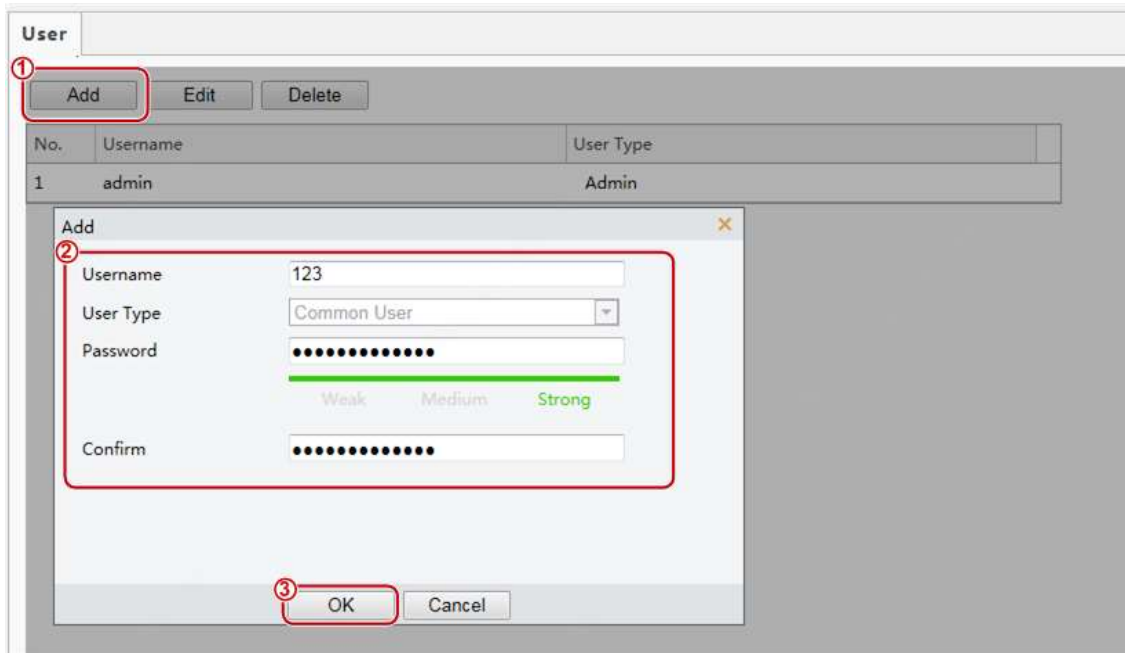 User
①
Add Edit Delete
No. Username User Type
1 admin Admin
Add
②
Username 123
User Type Common User
Password •••••••••••••
Weak Medium Strong
Confirm •••••••••••••
③
OK Cancel